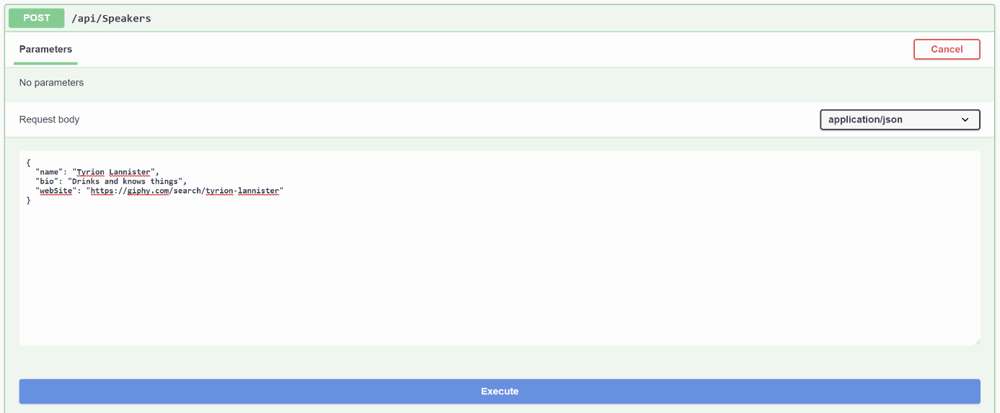 POST /api/Speakers
Parameters Cancel
No parameters
Request body application/json
{
"name": "Tyrion Lannister",
"bio": "Drinks and knows things",
"webSite": "https://giphy.com/search/tyrion-lannister"
}
Execute